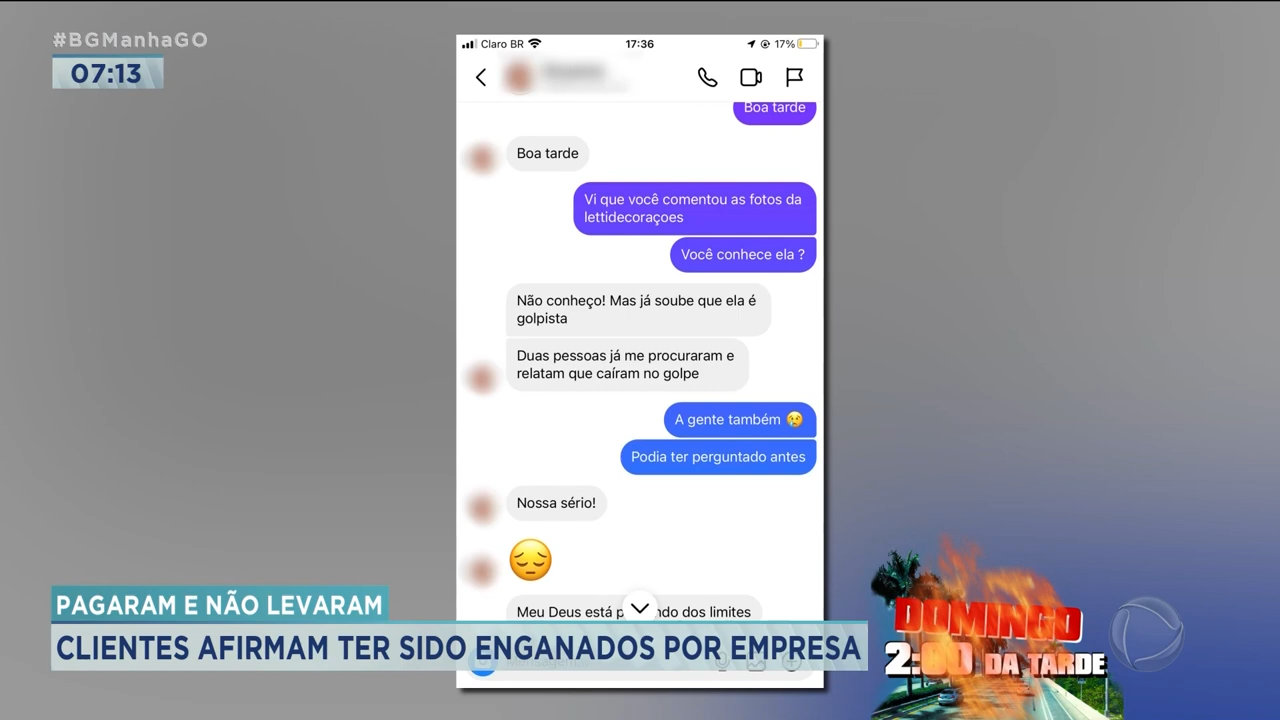 #BGManhaGO
07:13
Claro BR
17:36
17%
Boa tarde
Boa tarde
Vi que você comentou as fotos da
lettidecoraçoes
Você conhece ela ?
Não conheço! Mas já soube que ela é
golpista
Duas pessoas já me procuraram e
relatam que caíram no golpe
A gente também 😢
Podia ter perguntado antes
Nossa sério!
😔
Meu Deus está ndo dos limites
PAGARAM E NÃO LEVARAM
CLIENTES AFIRMAM TER SIDO ENGANADOS POR EMPRESA
DOMINGO
2:00 DA TARDE